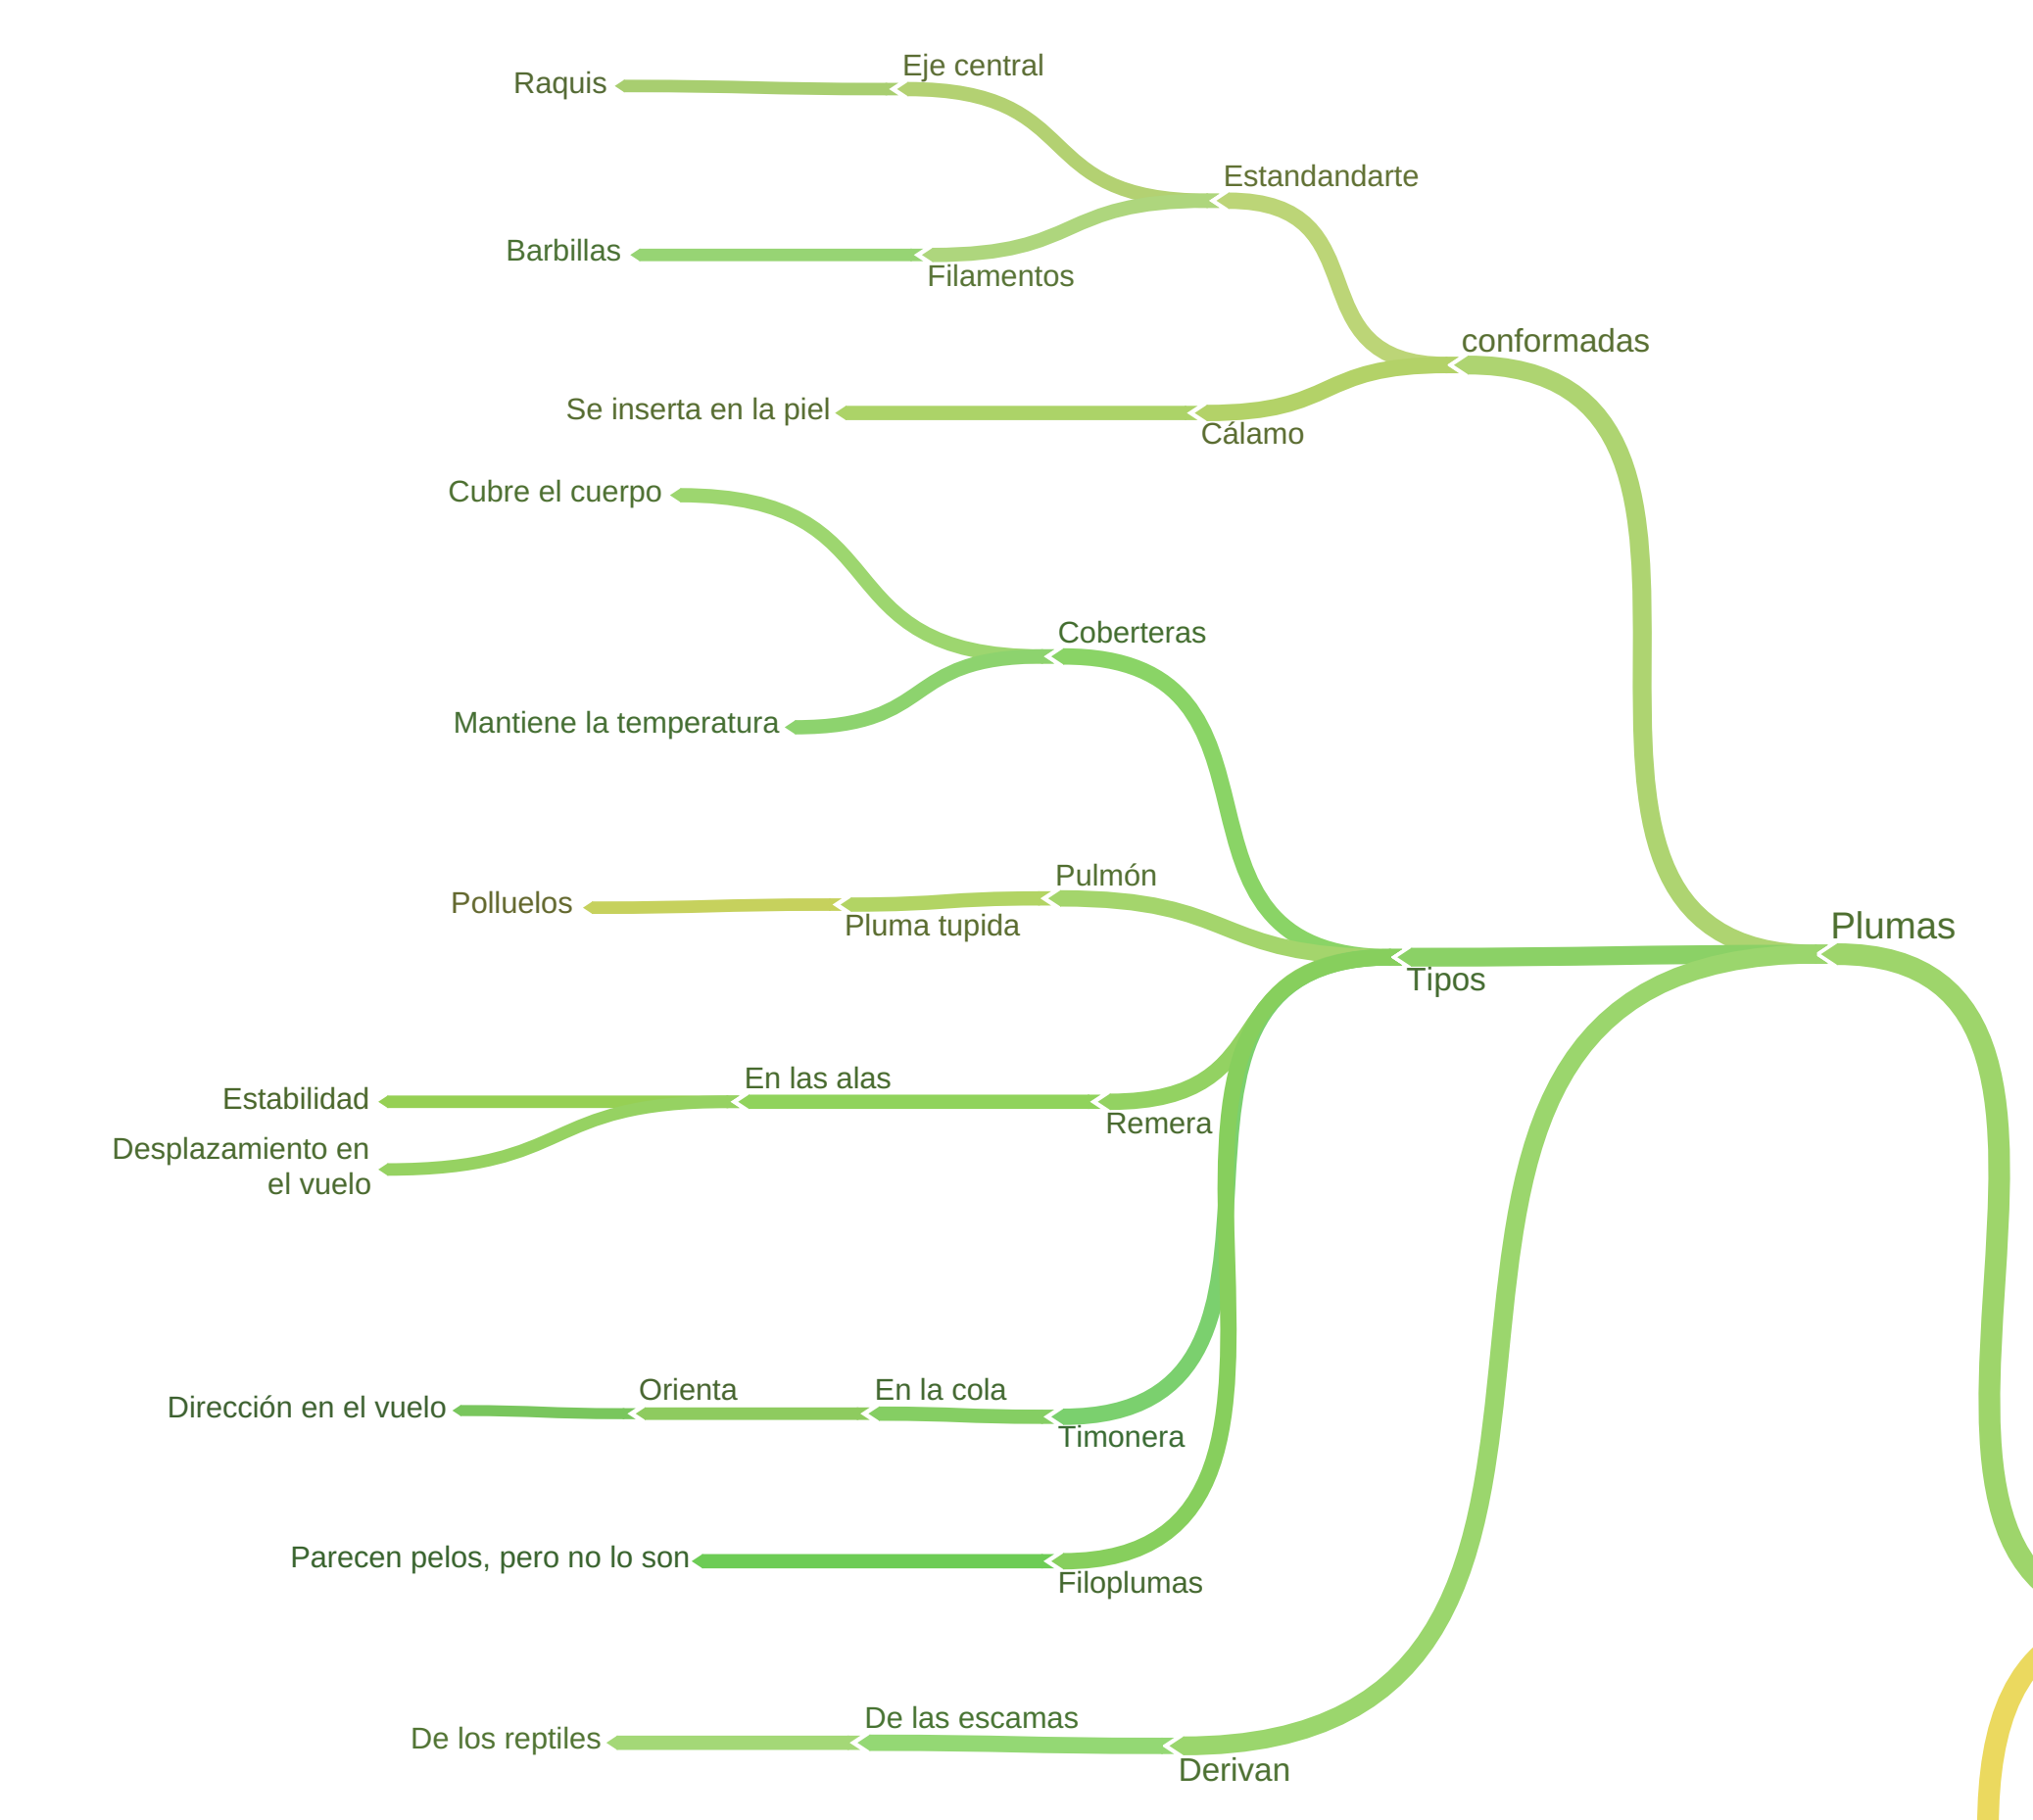 Eje central
Raquis
Estandandarte
Barbillas
Filamentos
conformadas
Se inserta en la piel
Cálamo
Cubre el cuerpo
Coberteras
Mantiene la temperatura
Pulmón
Polluelos
Pluma tupida
Plumas
Tipos
En las alas
Estabilidad
Remera
Desplazamiento en
el vuelo
Orienta
En la cola
Dirección en el vuelo
Timonera
Parecen pelos, pero no lo son
Filoplumas
De las escamas
De los reptiles
Derivan